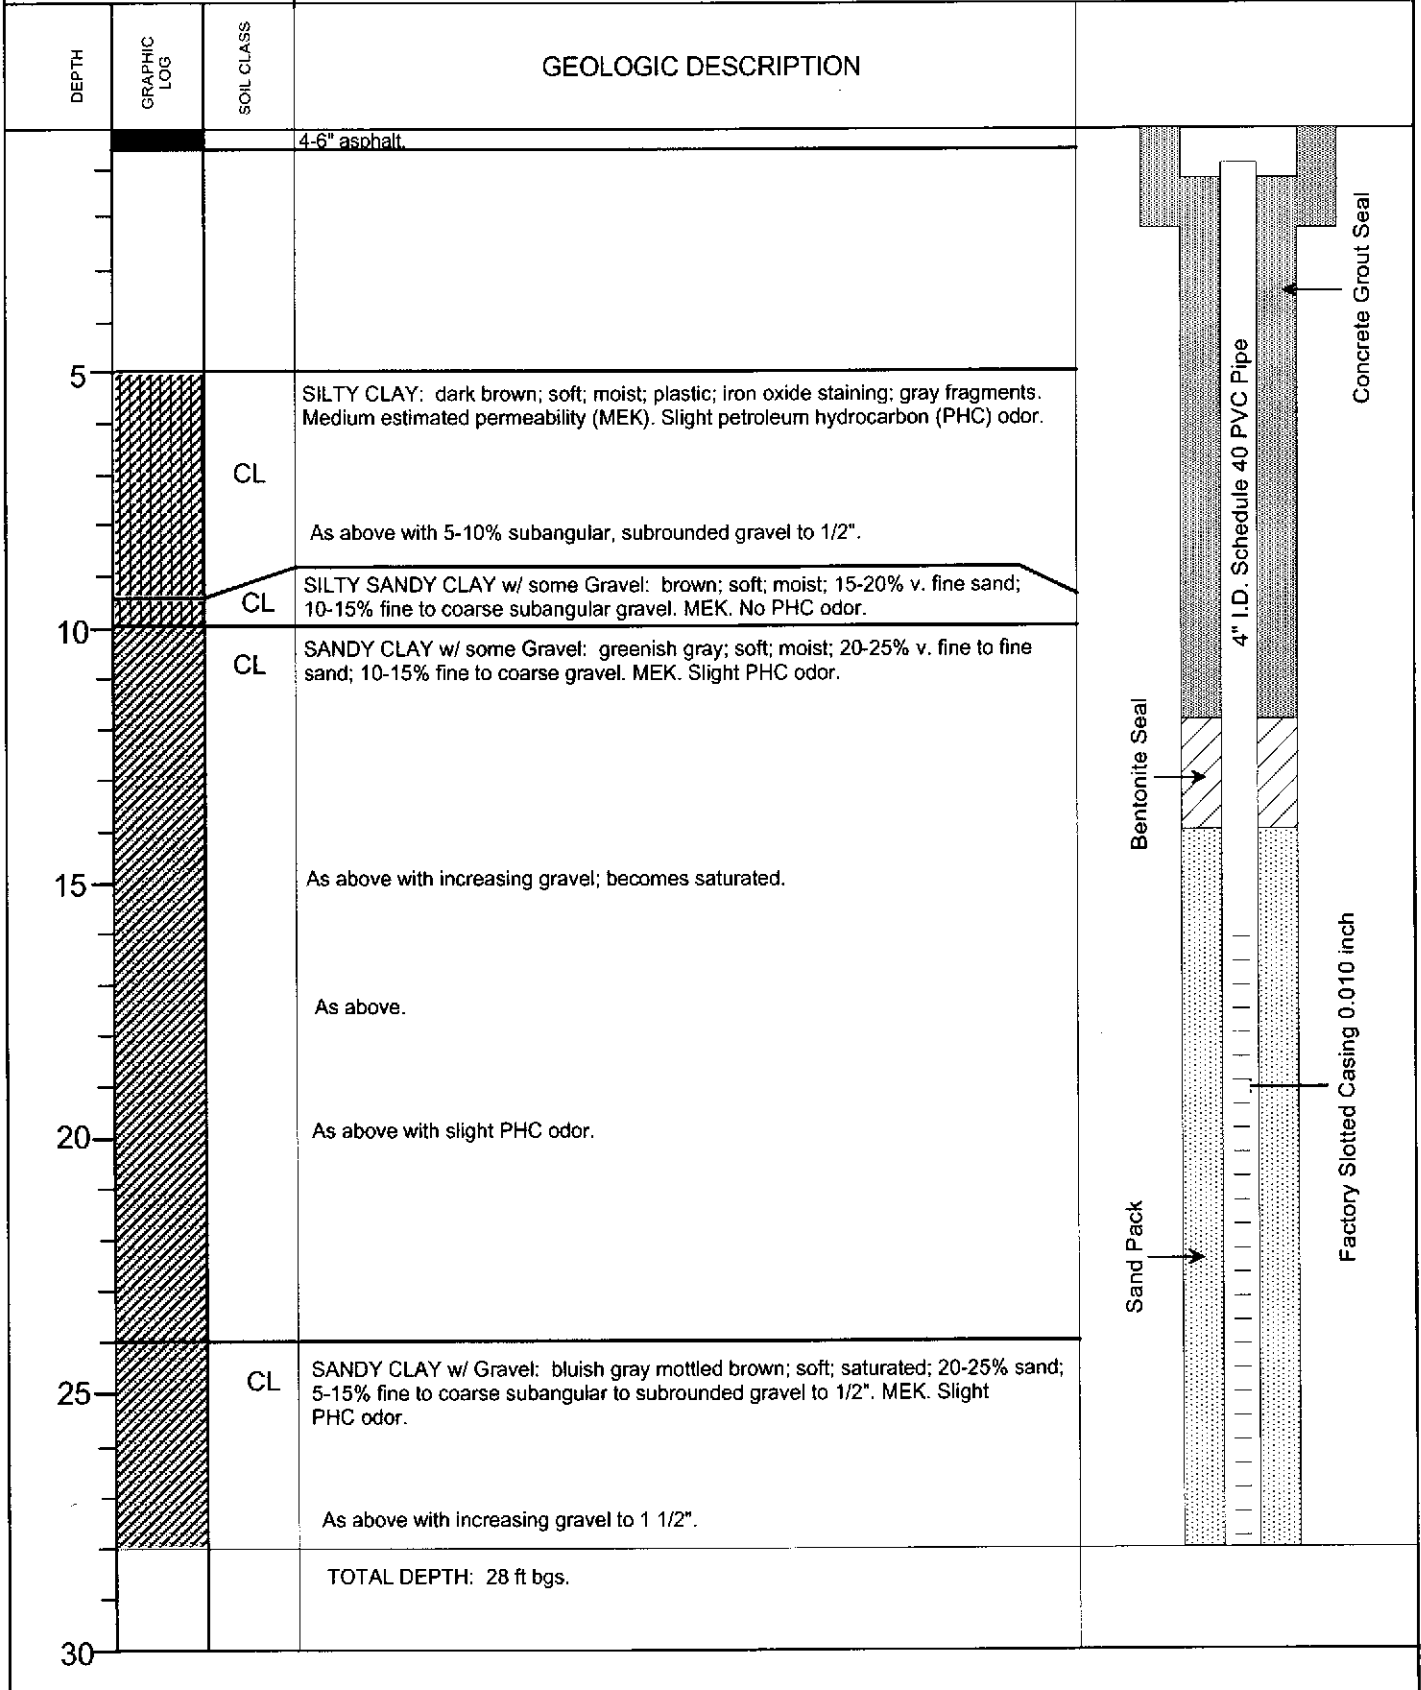 DEPTH
GRAPHIC
LOG
SOIL CLASS
GEOLOGIC DESCRIPTION
4-6" asphalt.
5
SILTY CLAY: dark brown; soft; moist; plastic; iron oxide staining; gray fragments.
Medium estimated permeability (MEK). Slight petroleum hydrocarbon (PHC) odor.
CL
As above with 5-10% subangular, subrounded gravel to 1/2".
CL
SILTY SANDY CLAY w/ some Gravel: brown; soft; moist; 15-20% v. fine sand;
10-15% fine to coarse subangular gravel. MEK. No PHC odor.
10
CL
SANDY CLAY w/ some Gravel: greenish gray; soft; moist; 20-25% v. fine to fine
sand; 10-15% fine to coarse gravel. MEK. Slight PHC odor.
15
As above with increasing gravel; becomes saturated.
As above.
20
As above with slight PHC odor.
CL
SANDY CLAY w/ Gravel: bluish gray mottled brown; soft; saturated; 20-25% sand;
5-15% fine to coarse subangular to subrounded gravel to 1/2". MEK. Slight
PHC odor.
25
As above with increasing gravel to 1 1/2".
TOTAL DEPTH: 28 ft bgs.
30
Concrete Grout Seal
4" I.D. Schedule 40 PVC Pipe
Bentonite Seal
Factory Slotted Casing 0.010 inch
Sand Pack